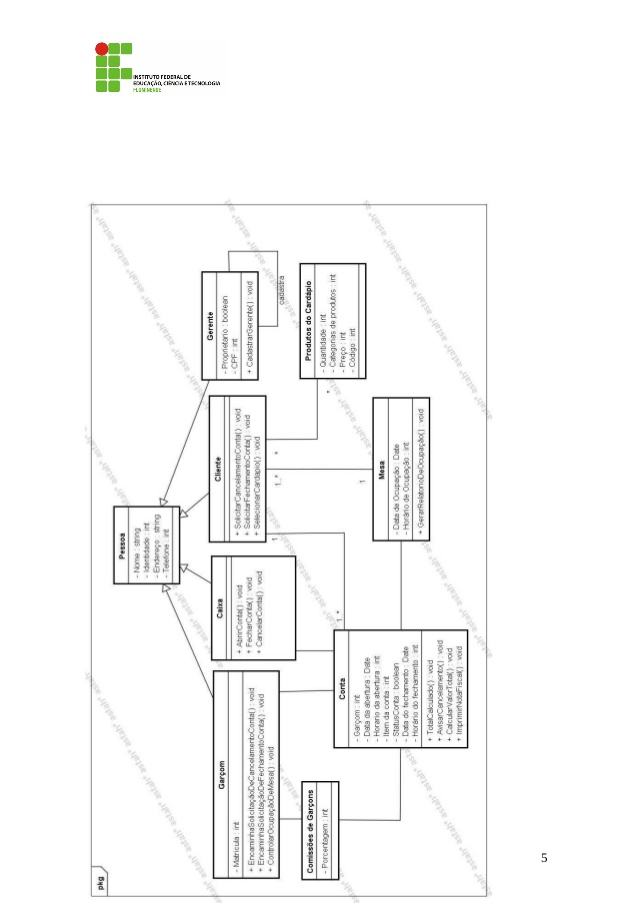 pkg
Pessoa
- Nome : string
- Identidade : int
- Endereço : string
- Telefone : int
Garçom
- Matricula : int
+ EncaminhaSolicitaçãoDeCancelamentoConta() : void
+ EncaminhaSolicitaçãoDeFechamentoConta() : void
+ ControlarOcupaçãoDeMesa() : void
Caixa
+ AbrirConta() : void
+ FecharConta() : void
+ CancelarConta() : void
Cliente
+ SolicitarCancelamentoConta() : void
+ SolicitarFechamentoConta() : void
+ SelecionarCardapio() : void
Gerente
- Proprietario : boolean
- CPF : int
+ CadastrarGerente() : void
cadastra
1
1..*
*
Comissões de Garçons
- Porcentagem : int
Produtos do Cardápio
- Quantidade : int
- Categorias de produtos : int
- Preço : int
- Código : int
*
1..*
1
Conta
- Garçom : int
- Data da abertura : Date
- Horario da abertura : int
- Item da conta : int
- StatusConta : boolean
- Data do fechamento : Date
- Horário do fechamento : int
+ TotalCalculado() : void
+ AvisarCancelamento() : void
+ CalcularValorTotal() : void
+ ImprimirNotaFiscal() : void
Mesa
- Data de Ocupação : Date
- Horário de Ocupação : int
+ GerarRelatorioDeOcupação() : void
INSTITUTO FEDERAL DE
EDUCAÇÃO, CIÊNCIA E TECNOLOGIA
FLUMINENSE
5